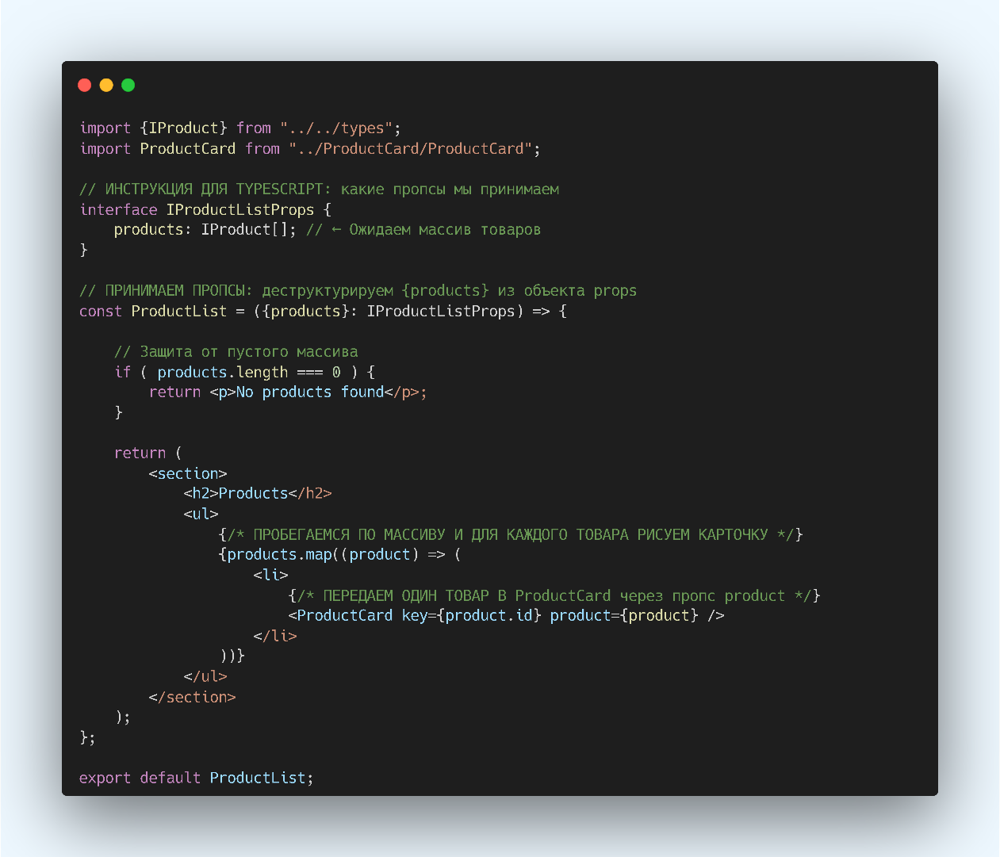 import {IProduct} from "../../types";
import ProductCard from "../ProductCard/ProductCard";
// ИНСТРУКЦИЯ ДЛЯ TYPESCRIPT: какие пропсы мы принимаем
interface IProductListProps {
products: IProduct[]; // ← Ожидаем массив товаров
}
// ПРИНИМАЕМ ПРОПСЫ: деструктурируем {products} из объекта props
const ProductList = ({products}: IProductListProps) => {
// Защита от пустого массива
if ( products.length === 0 ) {
return <p>No products found</p>;
}
return (
<section>
<h2>Products</h2>
<ul>
{/* ПРОБЕГАЕМСЯ ПО МАССИВУ И ДЛЯ КАЖДОГО ТОВАРА РИСУЕМ КАРТОЧКУ */}
{products.map((product) => (
<li>
{/* ПЕРЕДАЕМ ОДИН ТОВАР В ProductCard через пропс product */}
<ProductCard key={product.id} product={product} />
</li>
))}
</ul>
</section>
);
};
export default ProductList;